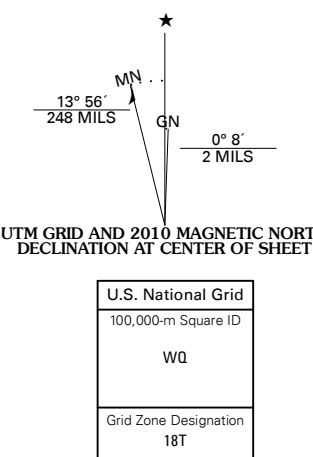 MN
13° 56´
248 MILS
GN
0° 8´
2 MILS
UTM GRID AND 2010 MAGNETIC NORT
DECLINATION AT CENTER OF SHEET
U.S. National Grid
100,000-m Square ID
WQ
Grid Zone Designation
18T